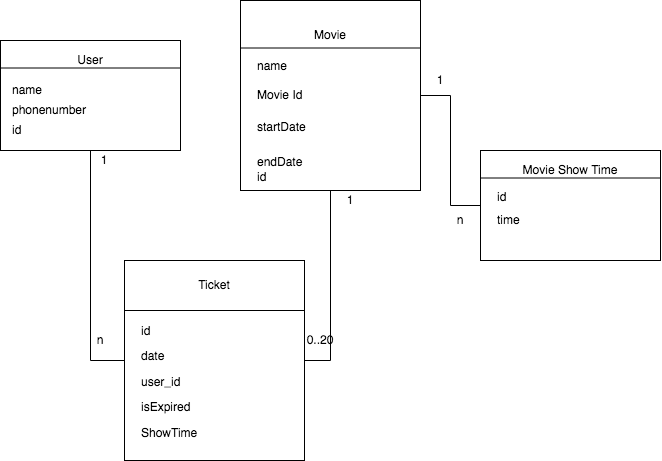 User
name
phonenumber
id
1
Movie
name
Movie Id
startDate
endDate
id
1
1
Movie Show Time
id
time
n
Ticket
id
date
user_id
isExpired
ShowTime
n
0..20